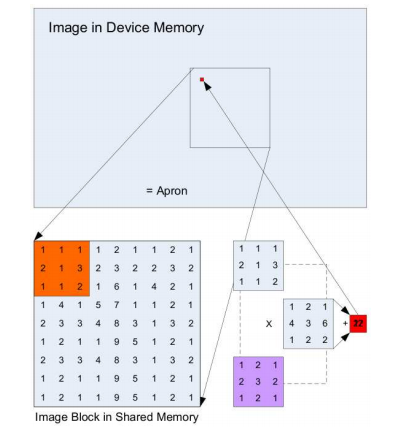 Image in Device Memory
= Apron
1 1 1 1 2 1 1 2 1
2 1 3 2 3 2 2 3 2
1 1 2 1 6 1 4 2 1
1 4 1 5 7 1 1 2 1
2 3 3 4 8 3 1 3 2
1 2 1 1 9 5 1 2 1
2 3 3 4 8 3 1 3 2
1 2 1 1 9 5 1 2 1
1 2 1 1 9 5 1 2 1
1 1 1
2 1 3
1 1 2
1 2 1
X 4 3 6 + 22
1 2 2
1 2 1
2 3 2
1 2 1
Image Block in Shared Memory